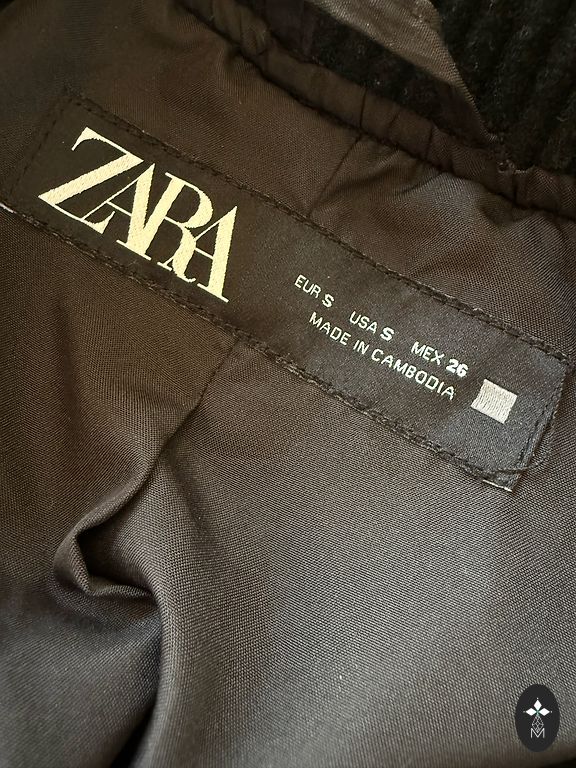 ZARA
EUR S USA S MEX 26
MADE IN CAMBODIA
M